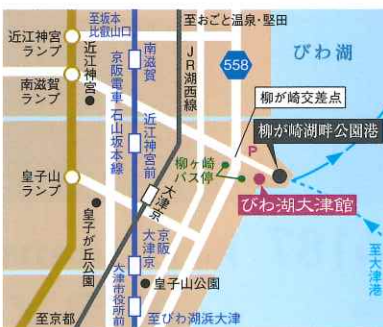 至坂本
比叡山口
至おごと温泉・堅田
近江神宮
ランプ
近江神宮
南滋賀
京阪電車 石山坂本線
JR湖西線
558
びわ湖
南滋賀
ランプ
近江神宮前
柳が崎交差点
P
柳が崎湖畔公園港
柳ヶ崎
バス停
びわ湖大津館
皇子山
ランプ
皇子が丘公園
大津京
京阪
大津京
皇子山公園
大津市役所前
至大津港
至京都
至びわ湖浜大津